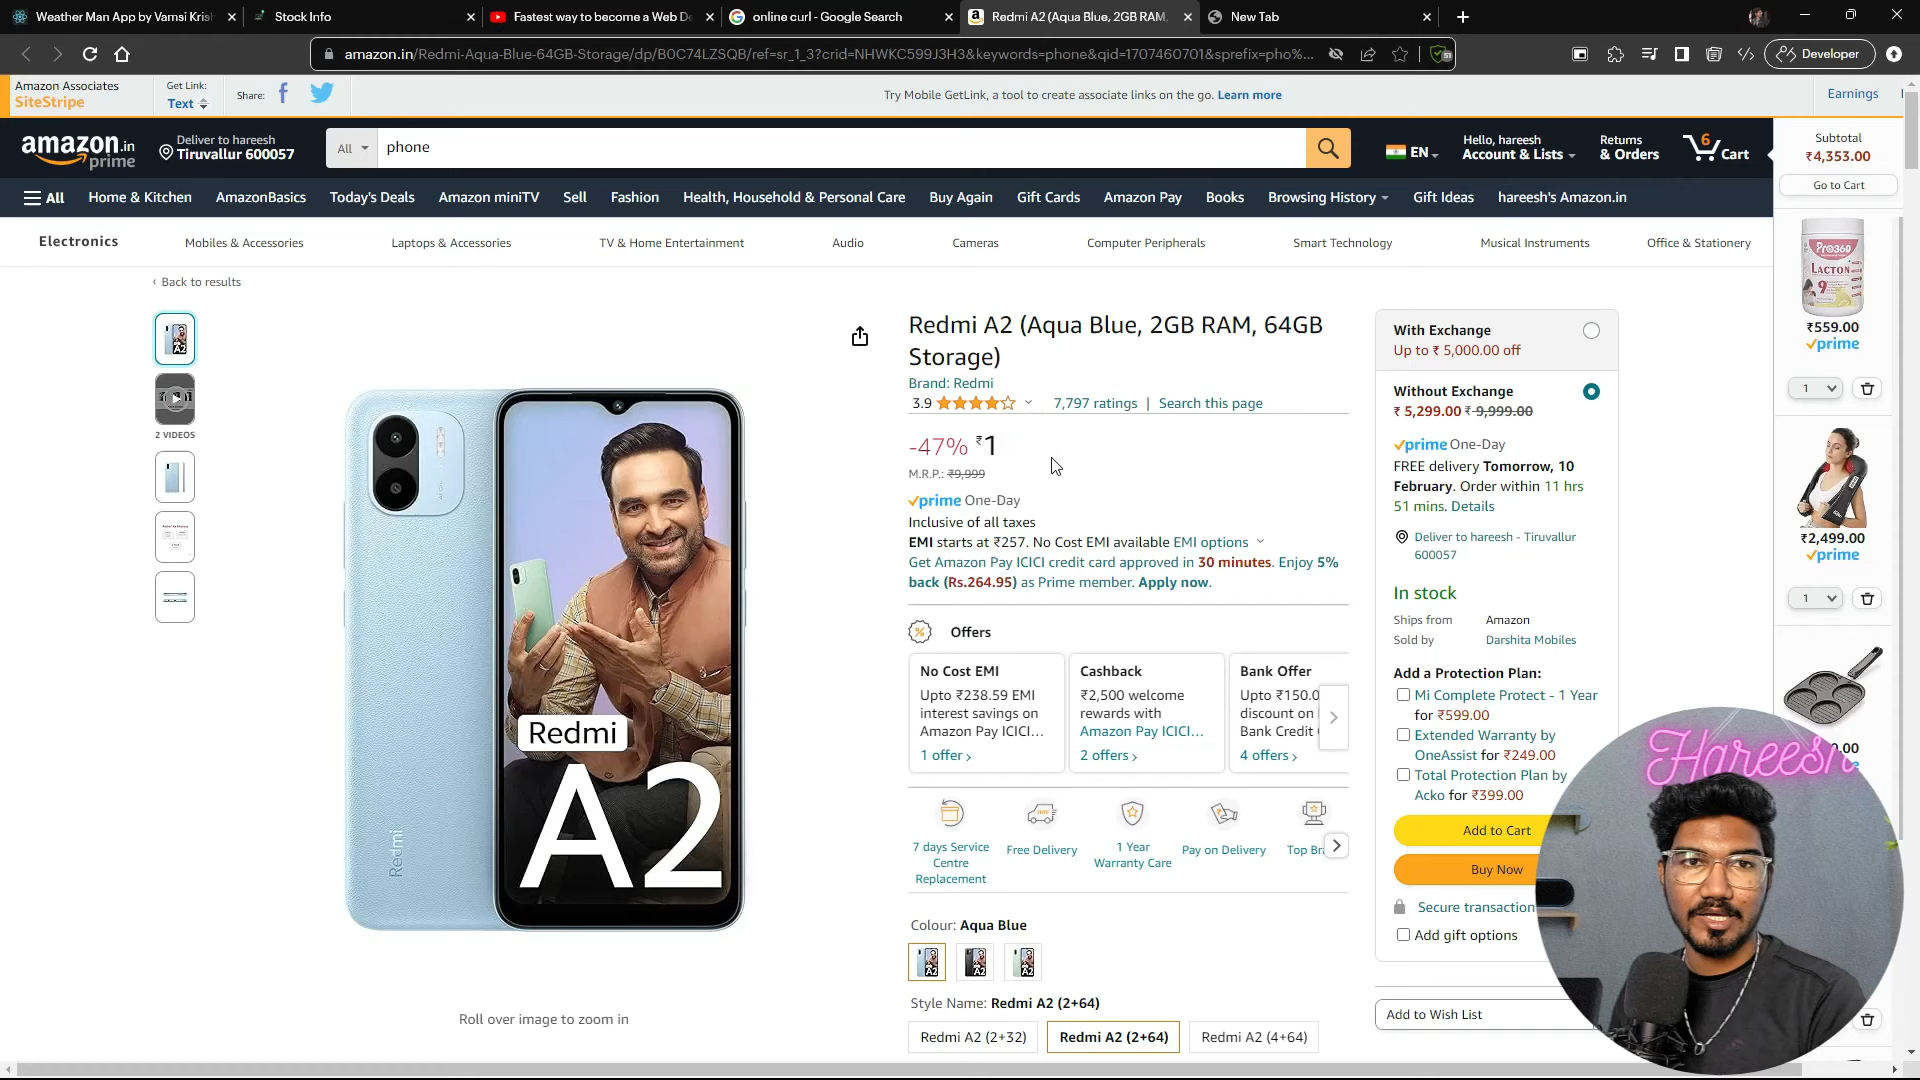 Weather Man App by Vamsi Kris
Stock Info
Fastest way to become a Web D
online curl - Google Search
Redmi A2 (Aqua Blue, 2GB RAM,
New Tab
amazon.in/Redmi-Aqua-Blue-64GB-Storage/dp/B0C74LZSQB/ref=sr_1_3?crid=NHWKC599J3H3&keywords=phone&qid=1707460701&sprefix=pho%...
Developer
Amazon Associates
SiteStripe
Get Link:
Text
Share:
Try Mobile GetLink, a tool to create associate links on the go. Learn more
Earnings
amazon.in
prime
Deliver to hareesh
Tiruvallur 600057
All
phone
EN
Hello, hareesh
Account & Lists
Returns
& Orders
6
Cart
Subtotal
₹4,353.00
Go to Cart
All
Home & Kitchen
AmazonBasics
Today's Deals
Amazon miniTV
Sell
Fashion
Health, Household & Personal Care
Buy Again
Gift Cards
Amazon Pay
Books
Browsing History
Gift Ideas
hareesh's Amazon.in
Electronics
Mobiles & Accessories
Laptops & Accessories
TV & Home Entertainment
Audio
Cameras
Computer Peripherals
Smart Technology
Musical Instruments
Office & Stationery
‹ Back to results
A2
2 VIDEOS
Redmi
Redmi
A2
Roll over image to zoom in
Redmi A2 (Aqua Blue, 2GB RAM, 64GB
Storage)
Brand: Redmi
3.9
7,797 ratings | Search this page
-47% ₹1
M.R.P.: ₹9,999
prime One-Day
Inclusive of all taxes
EMI starts at ₹257. No Cost EMI available EMI options
Get Amazon Pay ICICI credit card approved in 30 minutes. Enjoy 5%
back (Rs.264.95) as Prime member. Apply now.
Offers
No Cost EMI
Upto ₹238.59 EMI
interest savings on
Amazon Pay ICICI...
1 offer ›
Cashback
₹2,500 welcome
rewards with
Amazon Pay ICICI...
2 offers ›
Bank Offer
Upto ₹150.0
discount on
Bank Credit
4 offers ›
7 days Service
Centre
Replacement
Free Delivery
1 Year
Warranty Care
Pay on Delivery
Top Br
Colour: Aqua Blue
A2
A2
A2
Style Name: Redmi A2 (2+64)
Redmi A2 (2+32)
Redmi A2 (2+64)
Redmi A2 (4+64)
With Exchange
Up to ₹ 5,000.00 off
Without Exchange
₹ 5,299.00 ₹ 9,999.00
prime One-Day
FREE delivery Tomorrow, 10
February. Order within 11 hrs
51 mins. Details
Deliver to hareesh - Tiruvallur
600057
In stock
Ships from Amazon
Sold by Darshita Mobiles
Add a Protection Plan:
Mi Complete Protect - 1 Year
for ₹599.00
Extended Warranty by
OneAssist for ₹249.00
Total Protection Plan by
Acko for ₹399.00
Add to Cart
Buy Now
Secure transaction
Add gift options
Add to Wish List
Pro360
LACTON
9
₹559.00
prime
1
₹2,499.00
prime
1
Hareesh